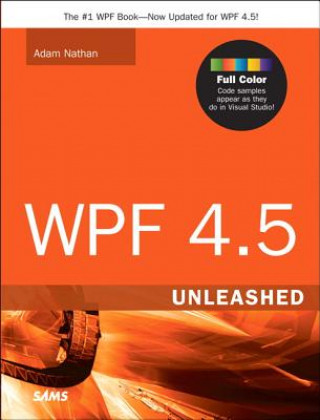 The #1 WPF Book—Now Updated for WPF 4.5!
Adam Nathan
Full Color
Code samples
appear as they
do in Visual Studio!
WPF 4.5
UNLEASHED
SAMS